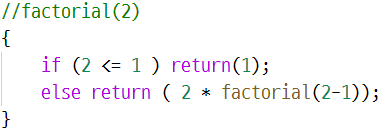 //factorial(2)
{
    if (2 <= 1 ) return(1);
    else return ( 2 * factorial(2-1));
}